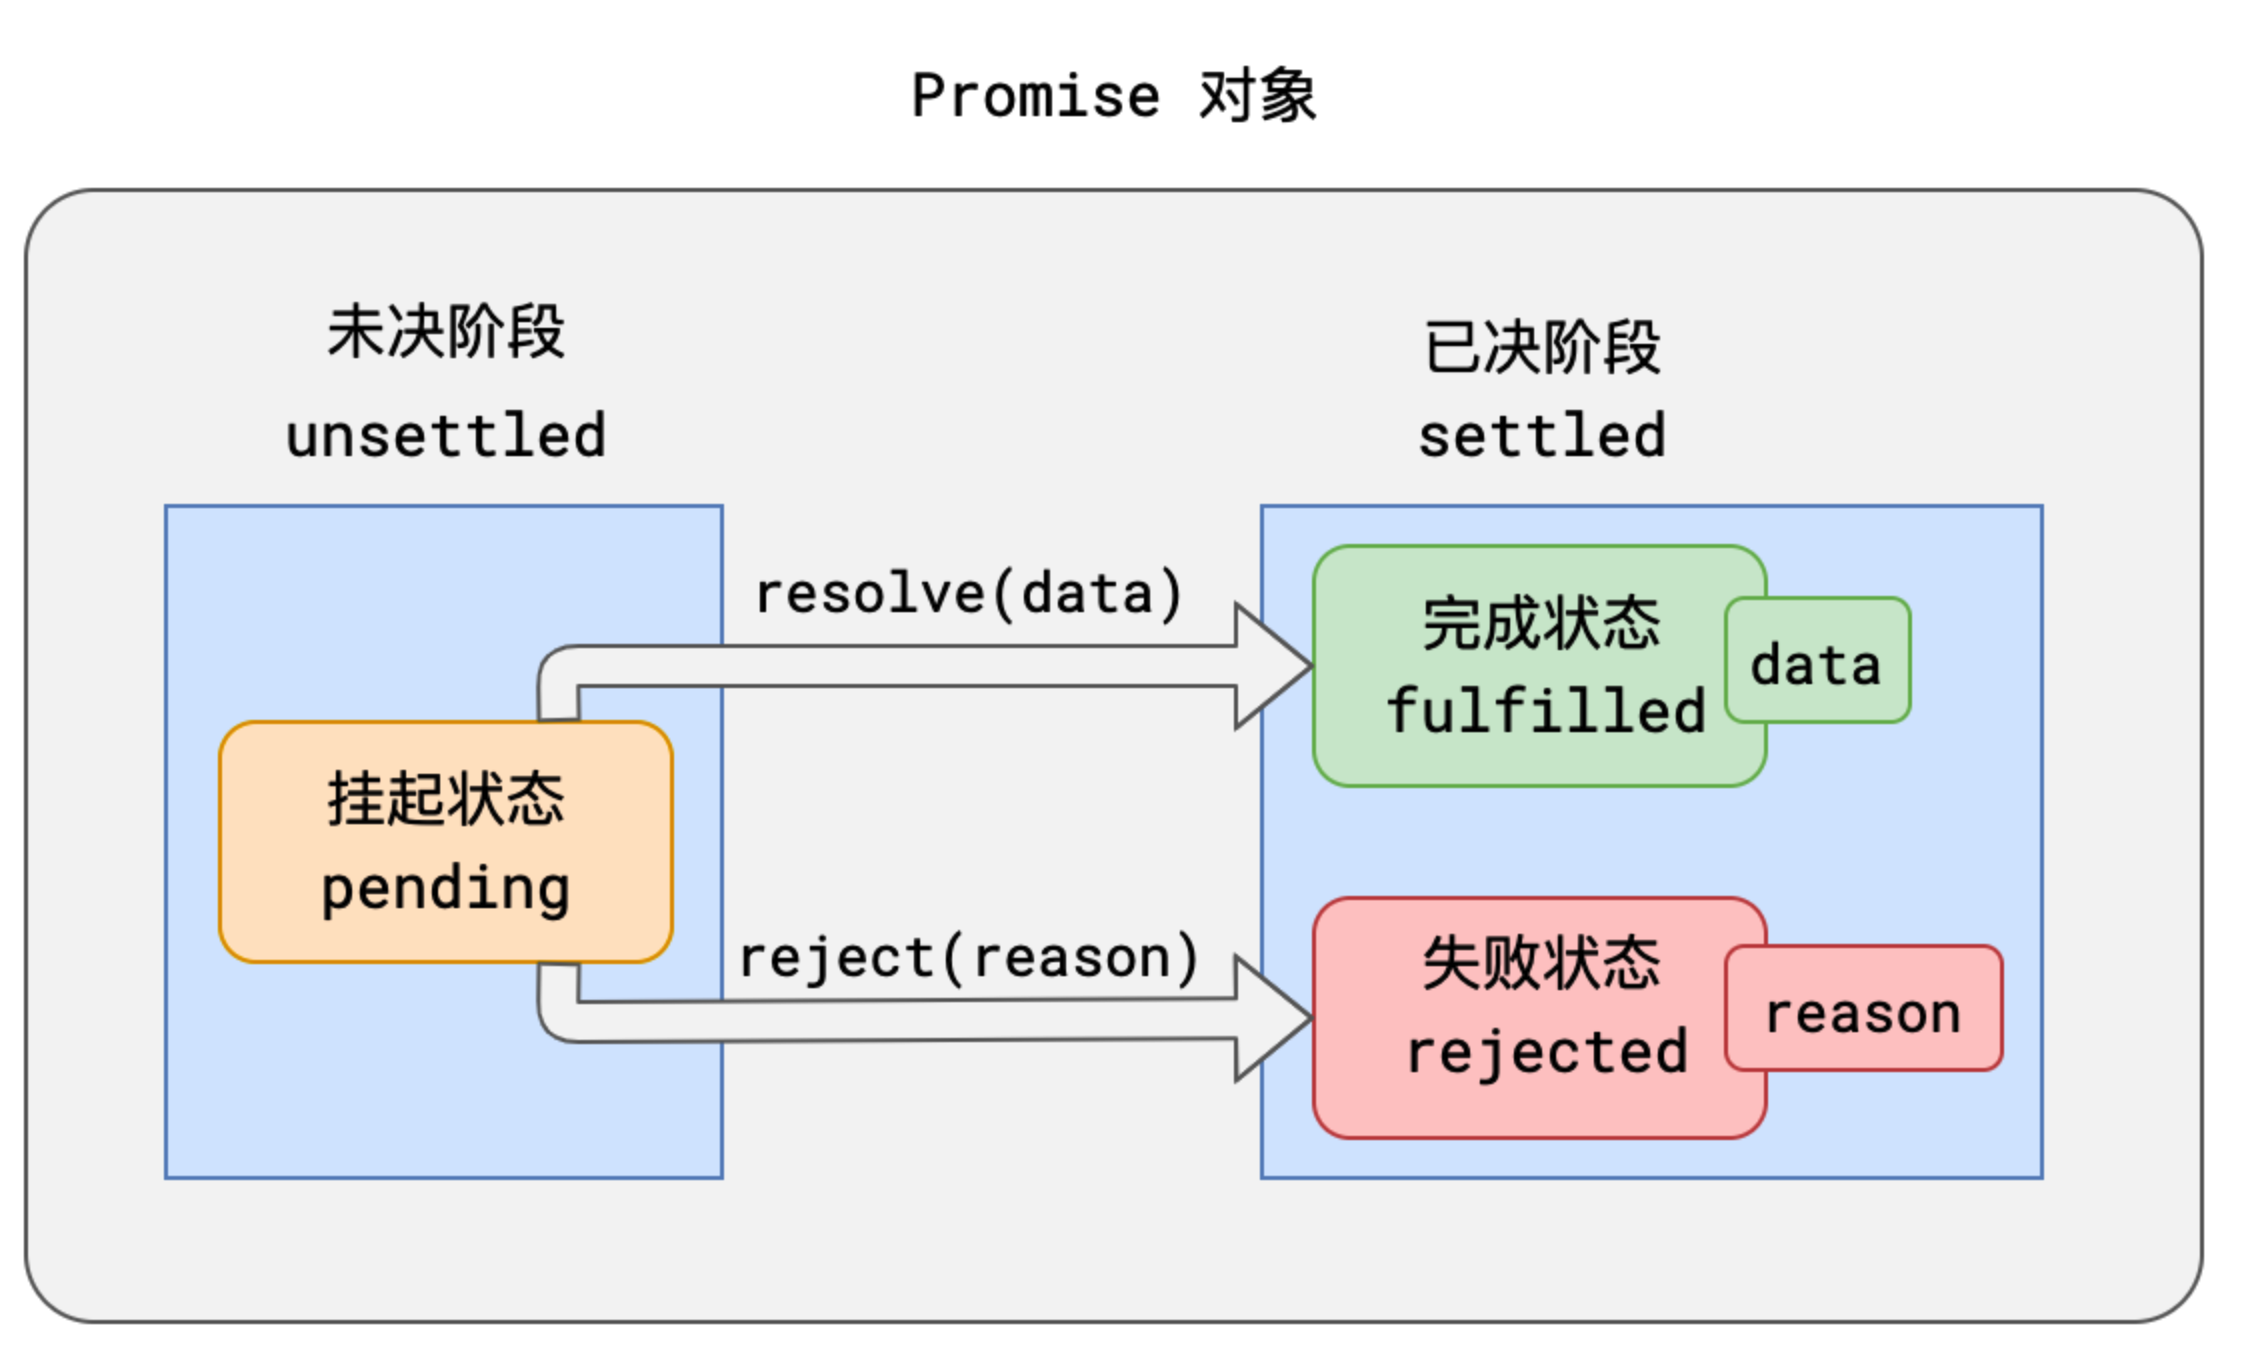 Promise 对象
未决阶段
unsettled
已决阶段
settled
挂起状态
pending
resolve(data)
reject(reason)
完成状态
fulfilled
data
失败状态
rejected
reason